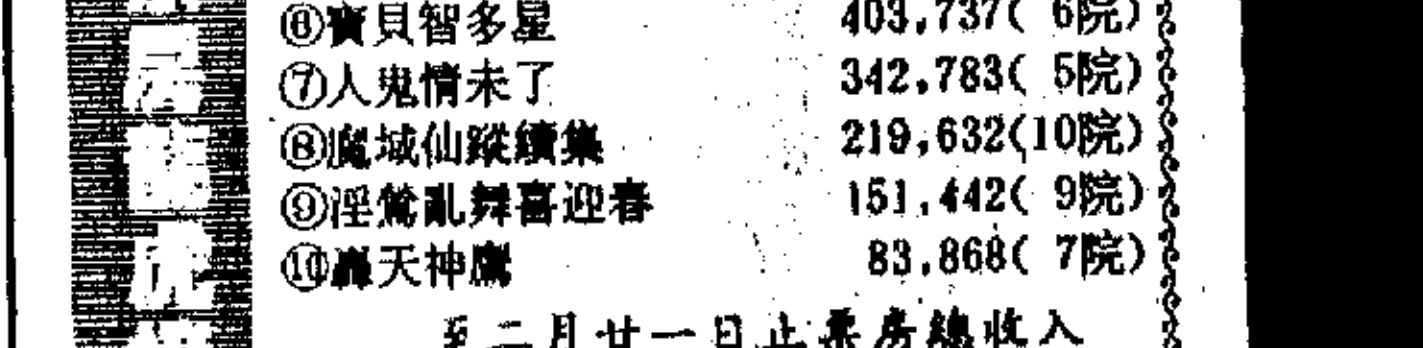 ⑥寶貝智多星 403,737( 6院)
⑦人鬼情未了 342,783( 5院)
⑧魔域仙蹤續集 219,632(10院)
⑨淫鶯亂舞喜迎春 151,442( 9院)
⑩轟天神鷹 83,868( 7院)
至二月廿一日止票房總收入